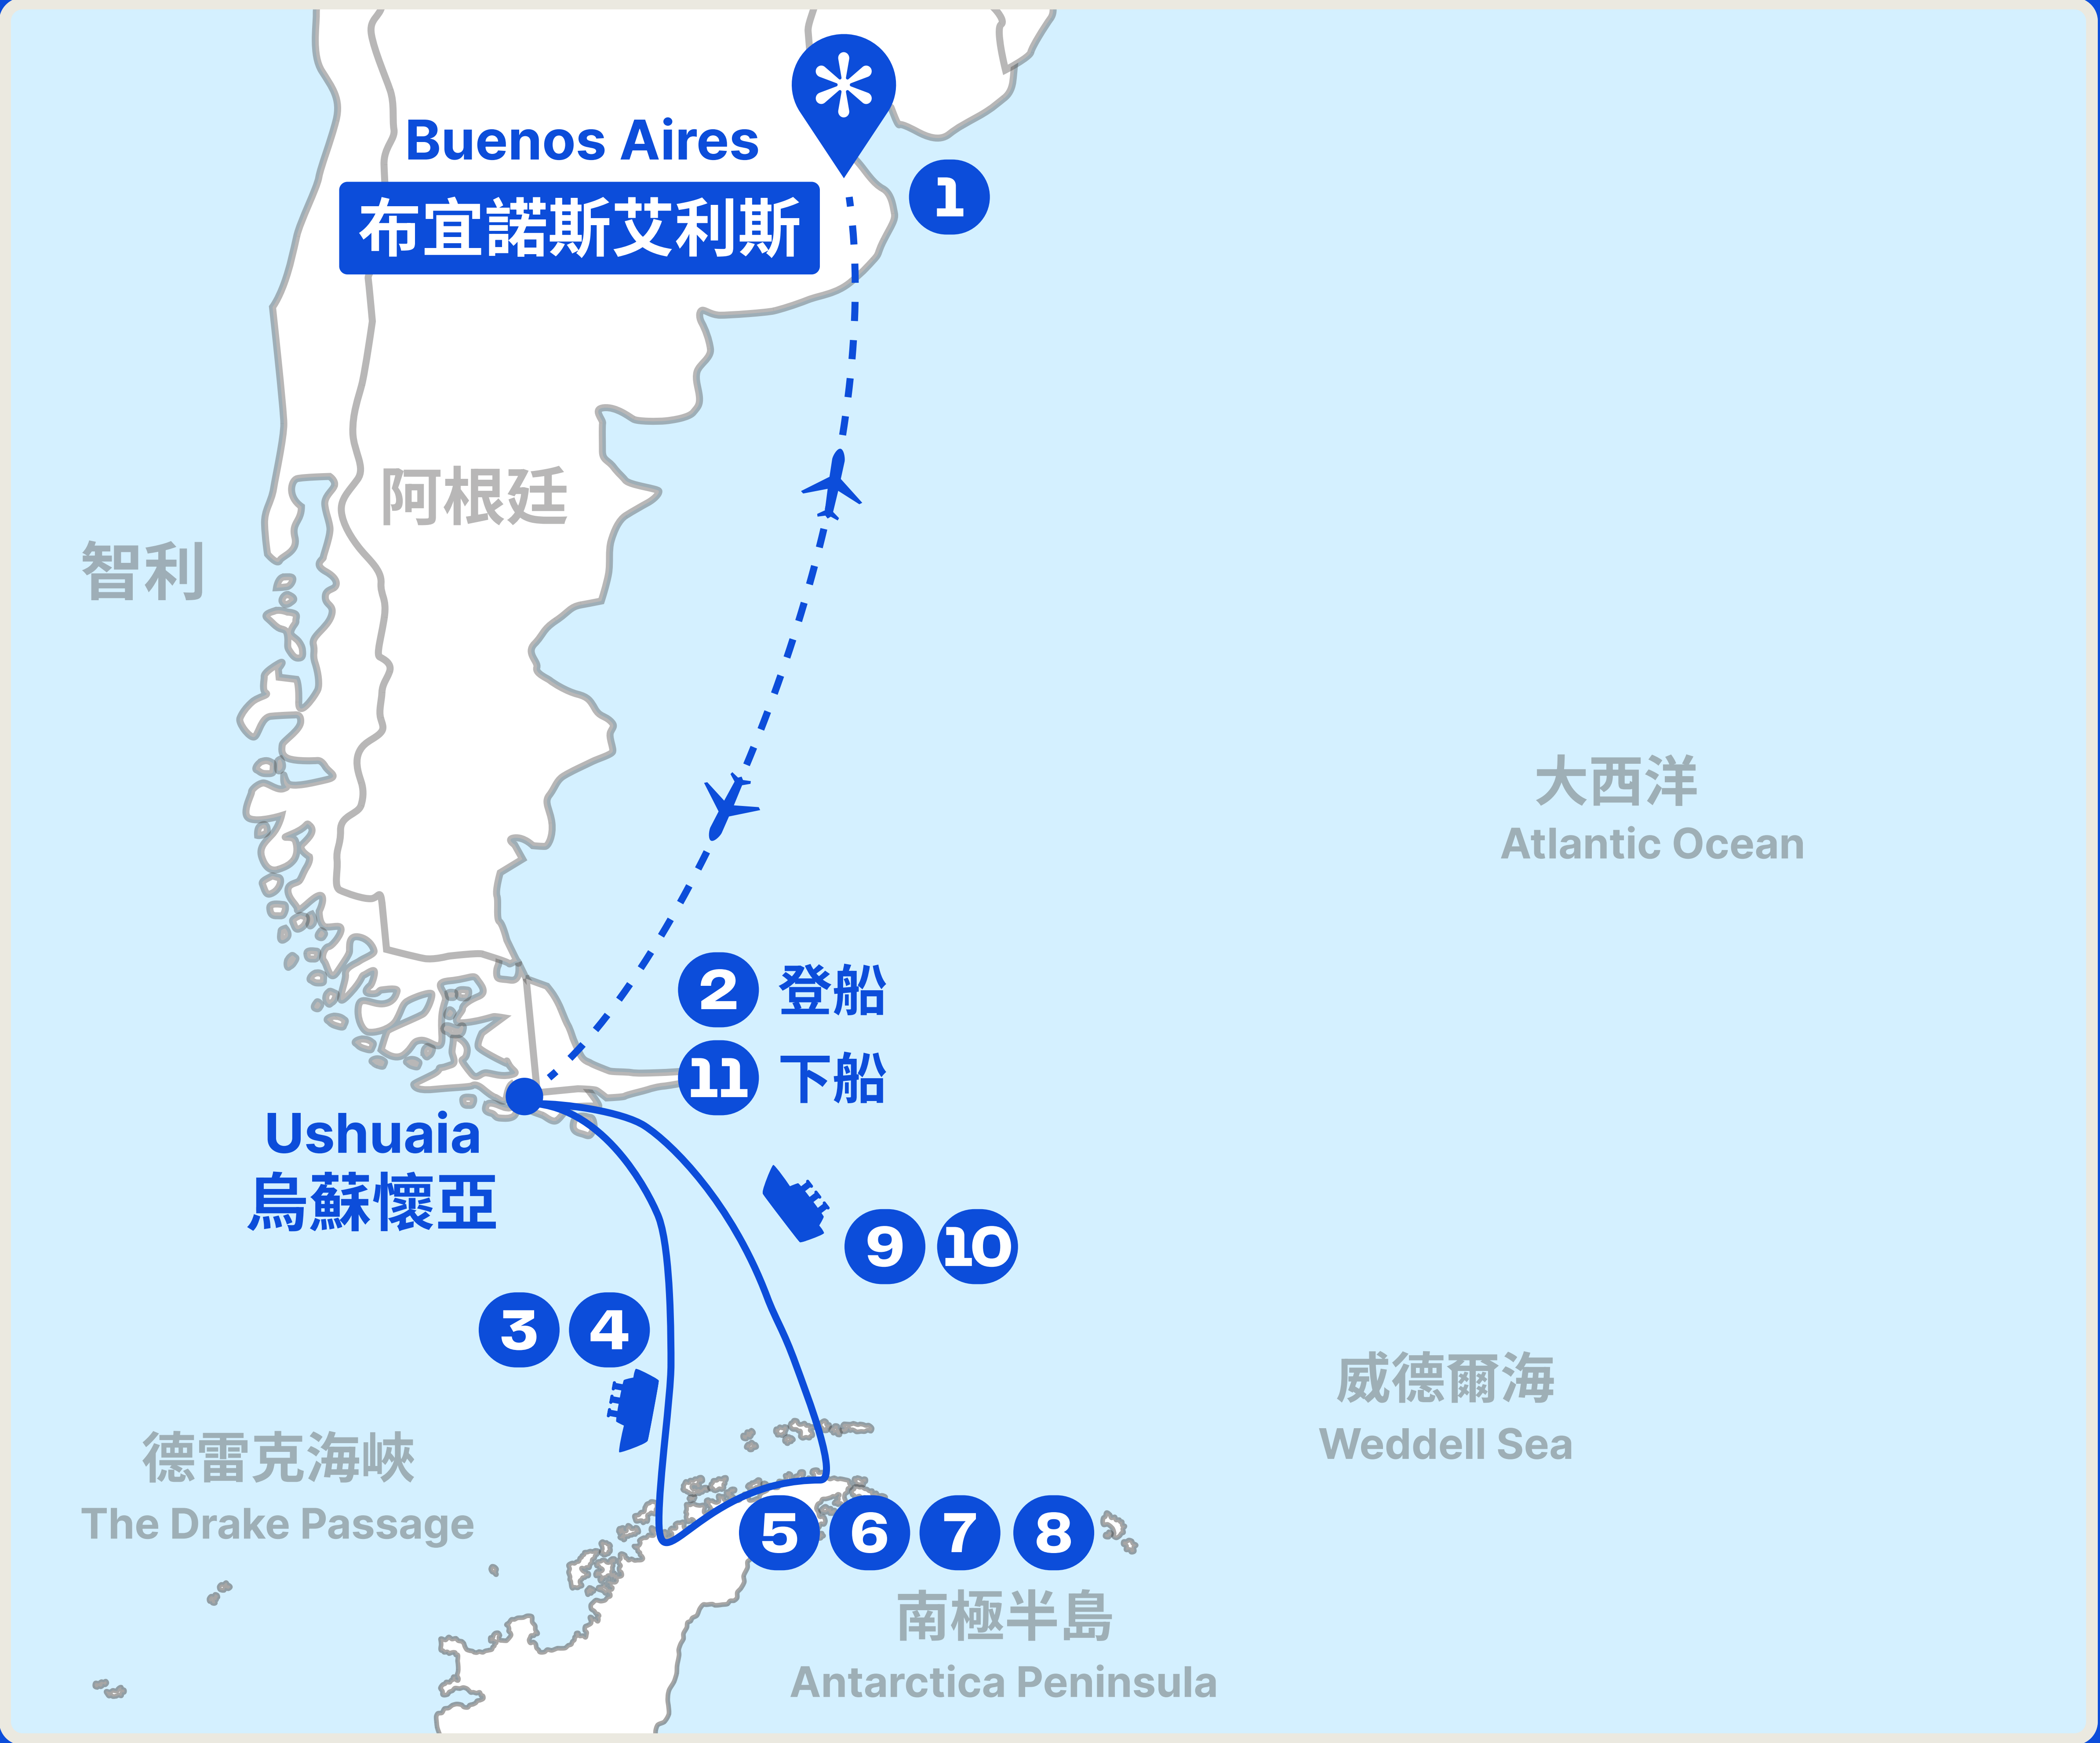 Buenos Aires
布宜諾斯艾利斯
1
阿根廷
智利
大西洋
Atlantic Ocean
2 登船
11 下船
Ushuaia
烏蘇懷亞
9 10
3 4
威德爾海
Weddell Sea
德雷克海峽
The Drake Passage
5 6 7 8
南極半島
Antarctica Peninsula